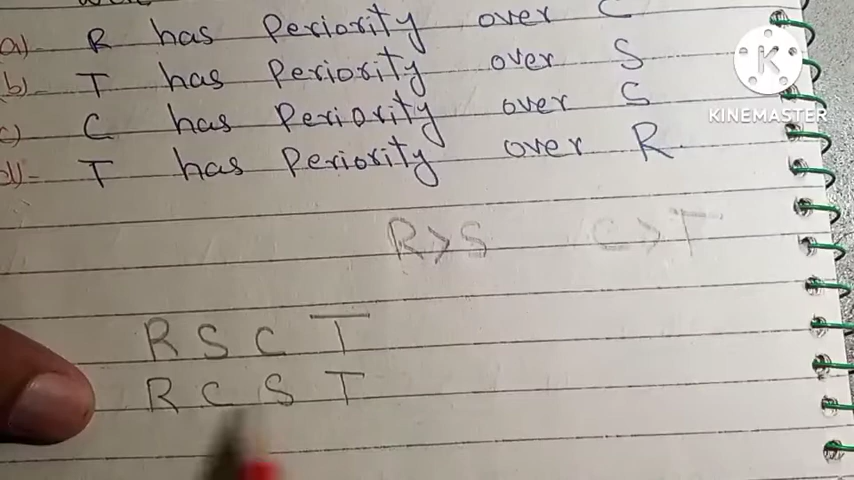 a) R has Periority over C
b) T has Periority over S
c) C has Periority over S
d) T has Periority over R.
R>S C>T
R S C T
R C S T
K
KINEMASTER